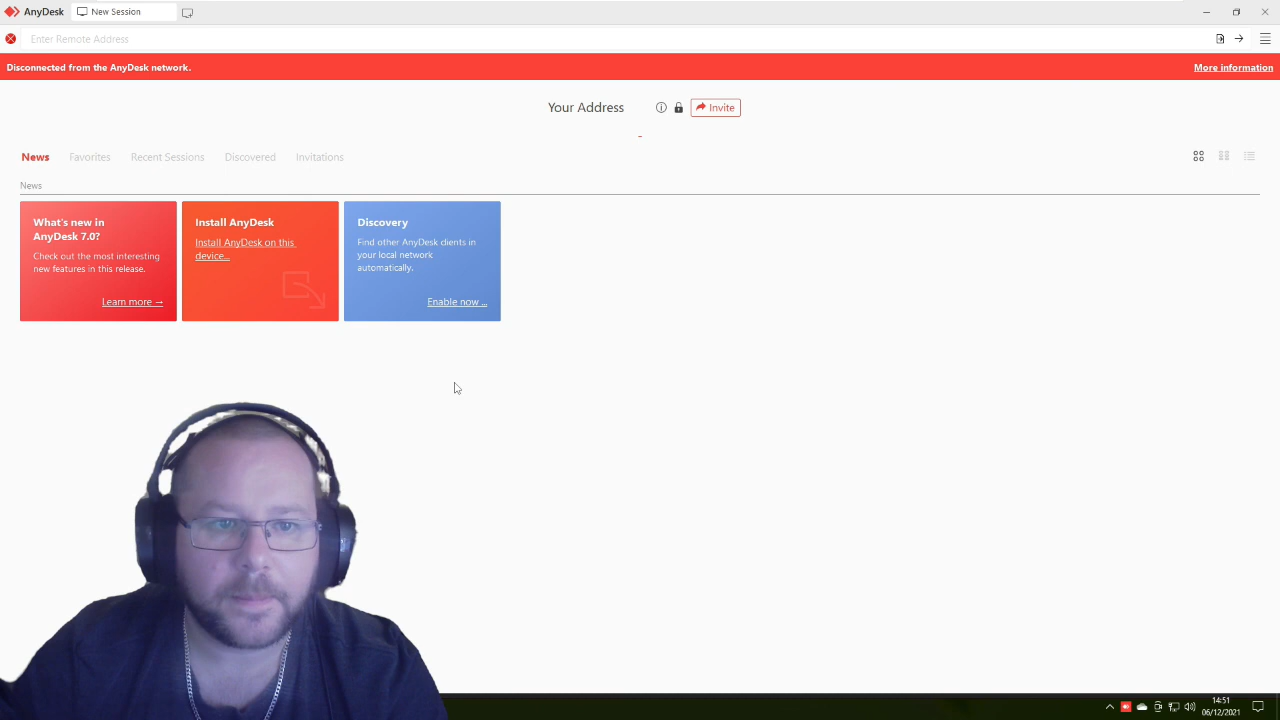 AnyDesk
New Session
Enter Remote Address
Disconnected from the AnyDesk network.
More information
Your Address
Invite
News
Favorites
Recent Sessions
Discovered
Invitations
News
What's new in
AnyDesk 7.0?
Check out the most interesting
new features in this release.
Learn more →
Install AnyDesk
Install AnyDesk on this
device...
Discovery
Find other AnyDesk clients in
your local network
automatically.
Enable now ...
14:51
06/12/2021